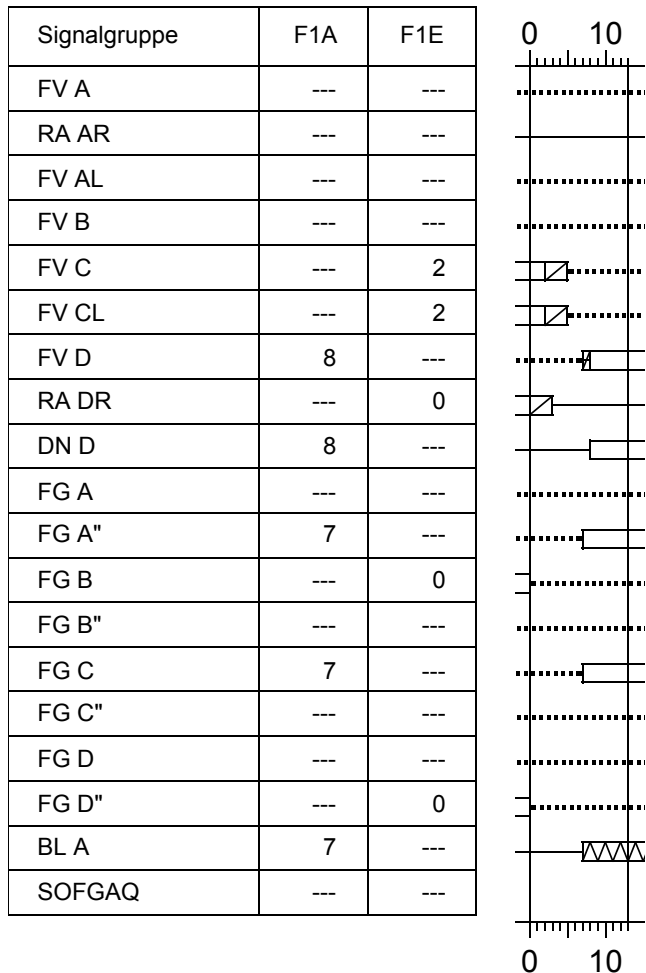 Signalgruppe F1A F1E 0 10
FV A --- ---
RA AR --- ---
FV AL --- ---
FV B --- ---
FV C --- 2
FV CL --- 2
FV D 8 ---
RA DR --- 0
DN D 8 ---
FG A --- ---
FG A" 7 ---
FG B --- 0
FG B" --- ---
FG C 7 ---
FG C" --- ---
FG D --- ---
FG D" --- 0
BL A 7 ---
SOFGAQ --- ---
0 10